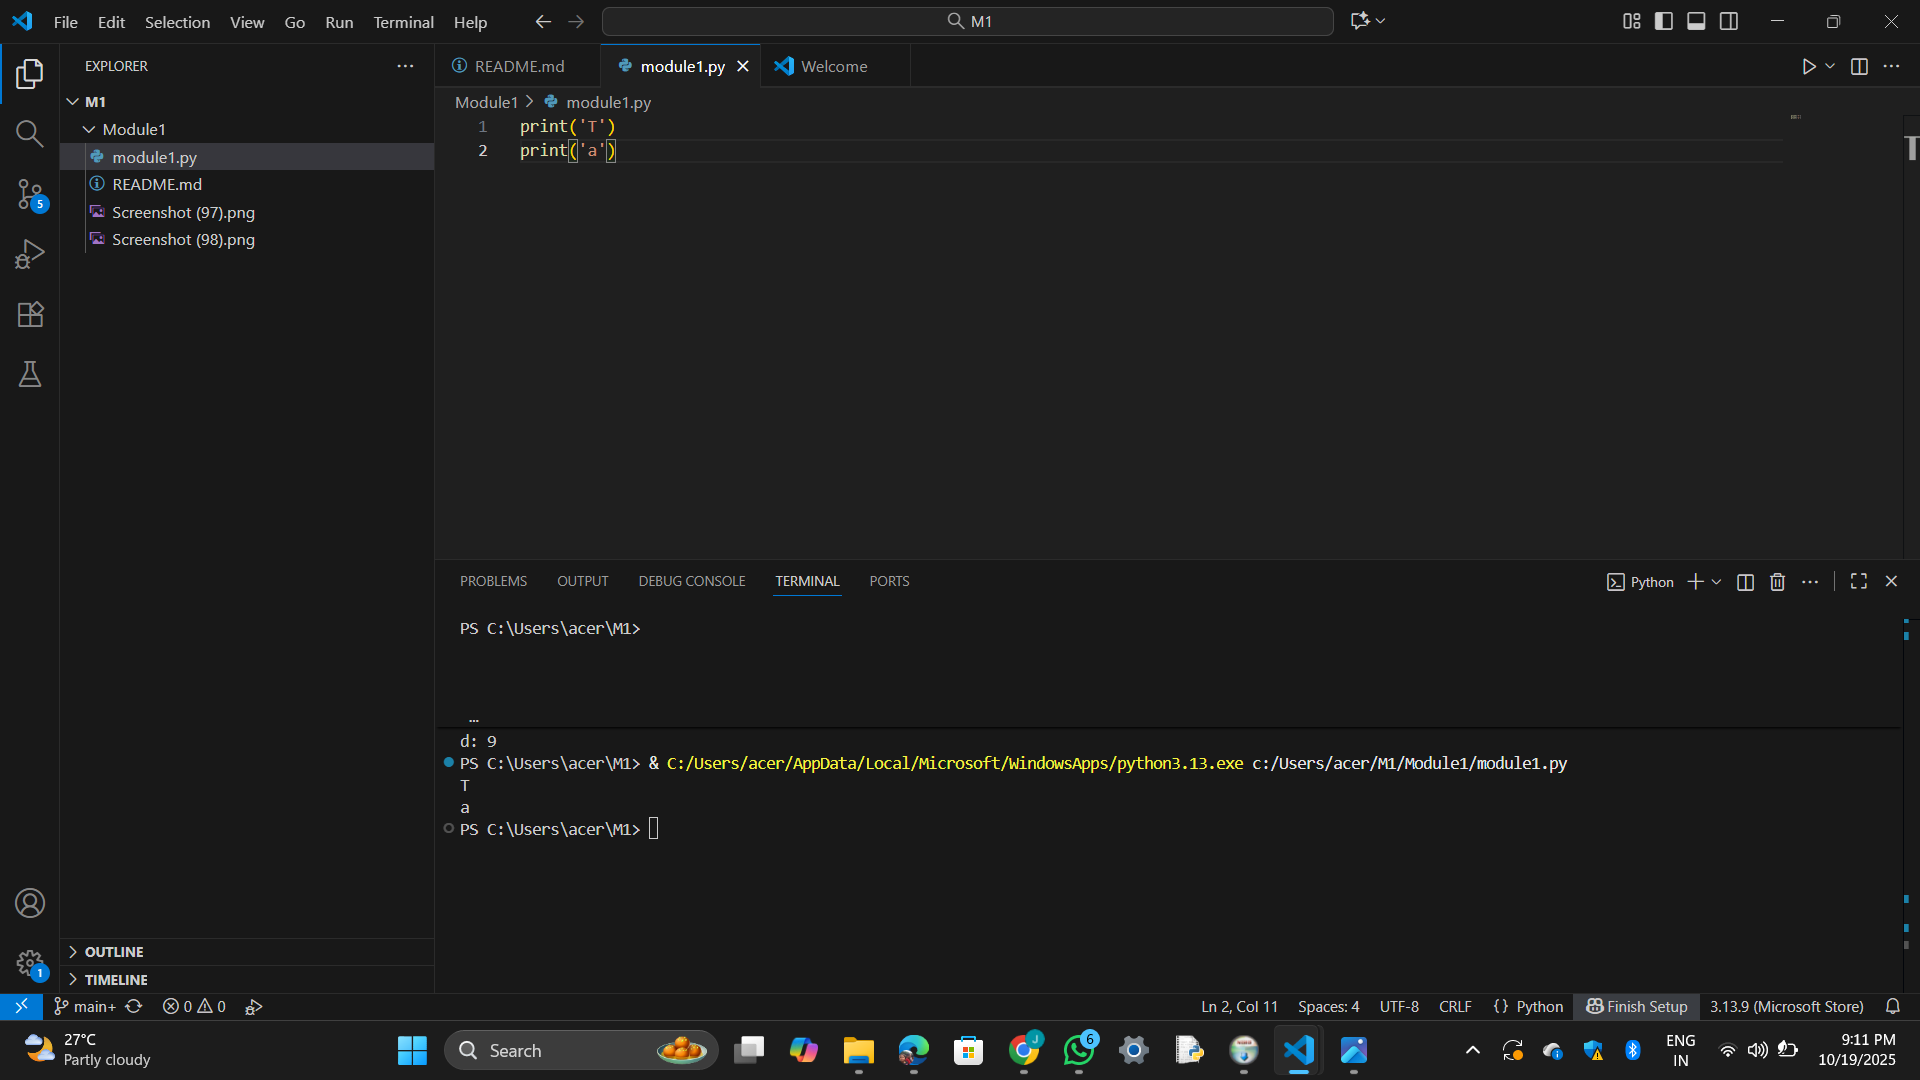 File Edit Selection View Go Run Terminal Help
M1
EXPLORER
M1
Module1
module1.py
README.md
Screenshot (97).png
Screenshot (98).png
5
OUTLINE
TIMELINE
1
README.md
module1.py
Welcome
Module1 > module1.py
1 print('T')
2 print('a')
PROBLEMS OUTPUT DEBUG CONSOLE TERMINAL PORTS
Python
PS C:\Users\acer\M1>
...
d: 9
PS C:\Users\acer\M1> & C:/Users/acer/AppData/Local/Microsoft/WindowsApps/python3.13.exe c:/Users/acer/M1/Module1/module1.py
T
a
PS C:\Users\acer\M1>
main+ 0 0 Ln 2, Col 11 Spaces: 4 UTF-8 CRLF {} Python Finish Setup 3.13.9 (Microsoft Store)
27°C
Partly cloudy
Search
J
6
ENG
IN
9:11 PM
10/19/2025